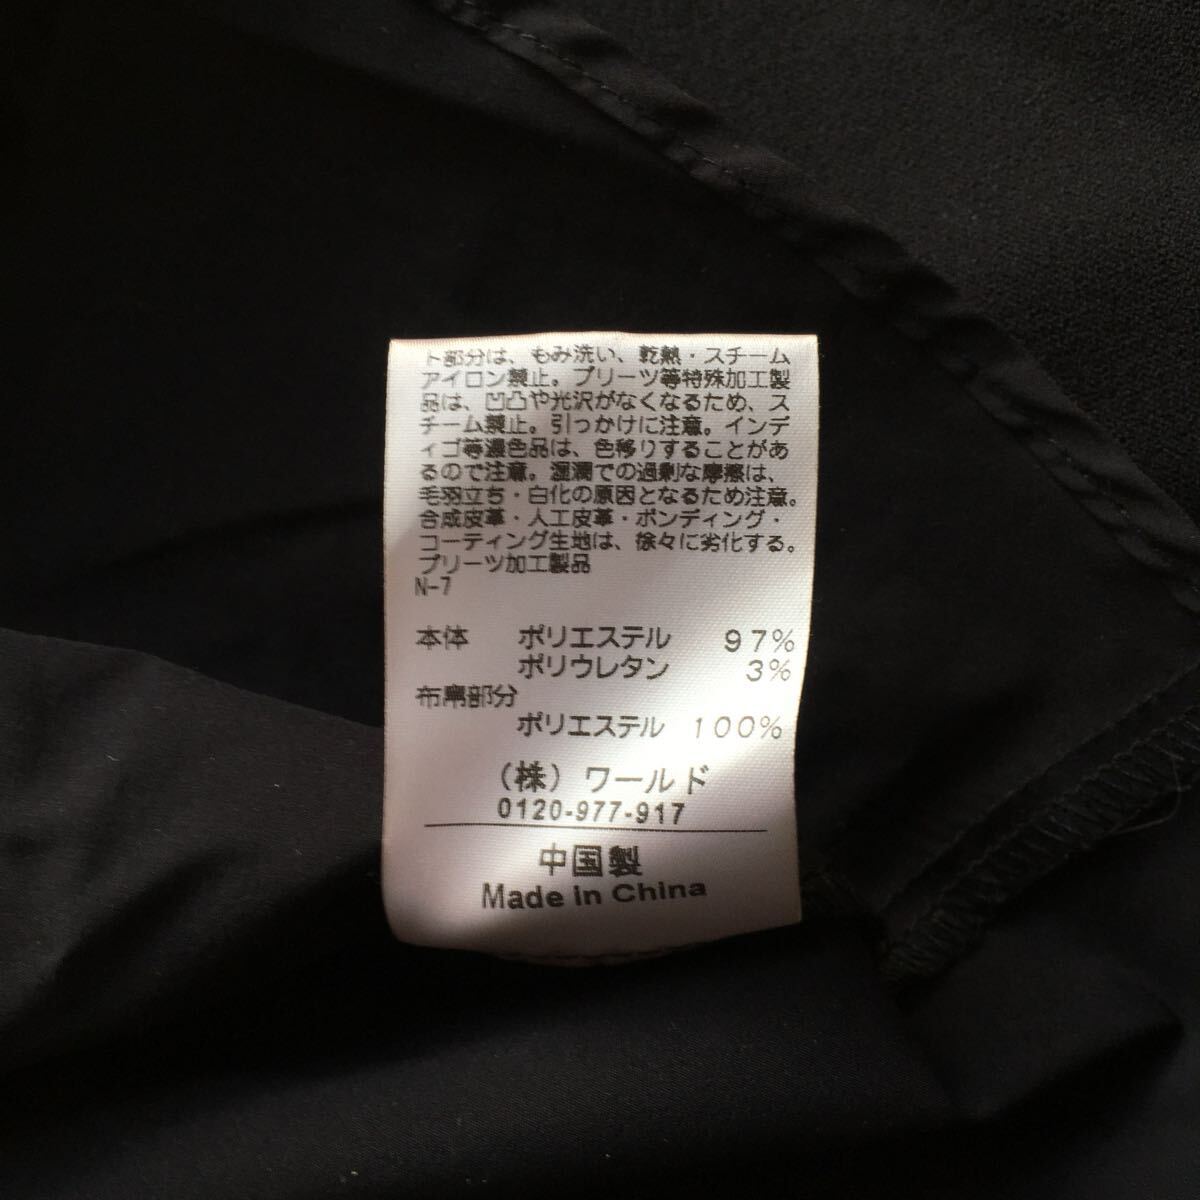 ト部分は、もみ洗い、乾熱・スチーム
アイロン禁止。プリーツ等特殊加工製
品は、凹凸や光沢がなくなるため、ス
チーム禁止。引っかけに注意。インデ
ィゴ等濃色品は、色移りすることがあ
るので注意。湿潤での過剰な摩擦は、
毛羽立ち・白化の原因となるため注意。
合成皮革・人工皮革・ボンディング・
コーティング生地は、徐々に劣化する。
プリーツ加工製品
N-7
本体 ポリエステル 97%
ポリウレタン 3%
布帛部分
ポリエステル 100%
(株) ワールド
0120-977-917
中国製
Made in China